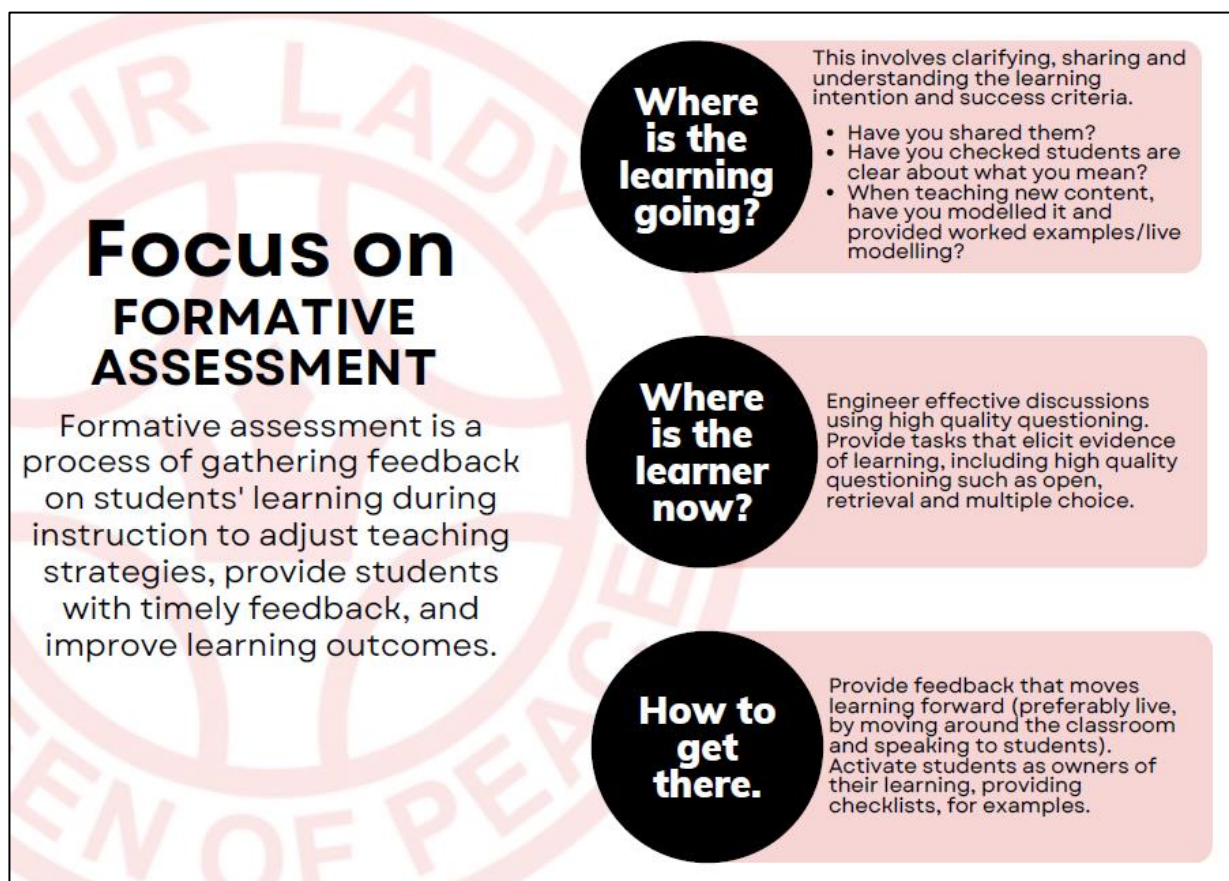 Focus on
FORMATIVE
ASSESSMENT
Formative assessment is a
process of gathering feedback
on students' learning during
instruction to adjust teaching
strategies, provide students
with timely feedback, and
improve learning outcomes.
Where
is the
learning
going?
This involves clarifying, sharing and
understanding the learning
intention and success criteria.
• Have you shared them?
• Have you checked students are
clear about what you mean?
• When teaching new content,
have you modelled it and
provided worked examples/live
modelling?
Where
is the
learner
now?
Engineer effective discussions
using high quality questioning.
Provide tasks that elicit evidence
of learning, including high quality
questioning such as open,
retrieval and multiple choice.
How to
get
there.
Provide feedback that moves
learning forward (preferably live,
by moving around the classroom
and speaking to students).
Activate students as owners of
their learning, providing
checklists, for examples.
OUR LADY
EEN OF PEACE